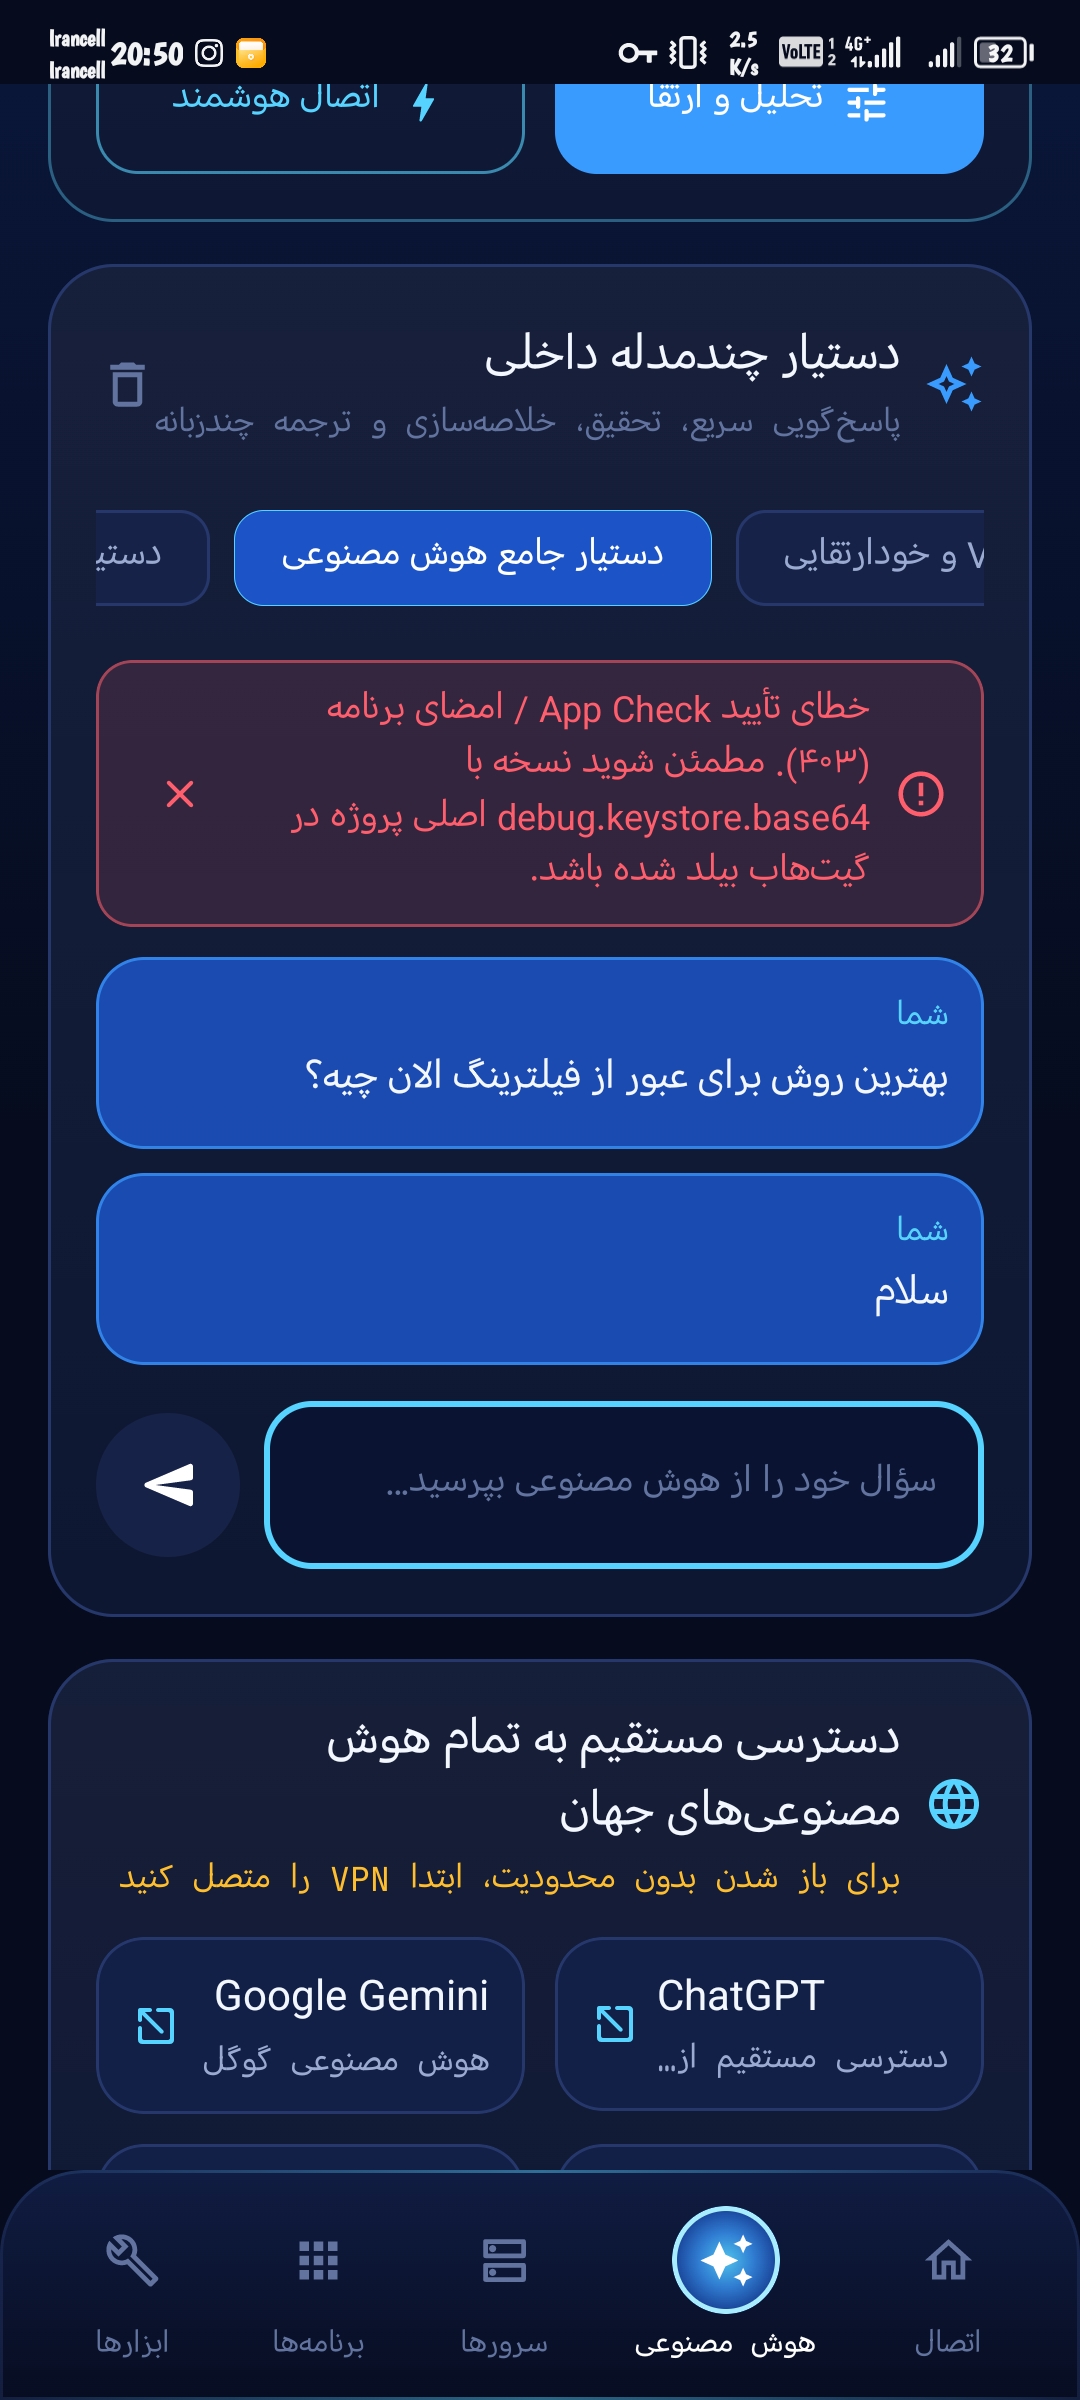 Irancell
Irancell
20:50
2.5
K/s
VoLTE
1
2
4G+
32
تحلیل و ارتقا
اتصال هوشمند
دستیار چندمدله داخلی
پاسخ‌گویی سریع، تحقیق، خلاصه‌سازی و ترجمه چندزبانه
و خودارتقایی
دستیار جامع هوش مصنوعی
خطای تأیید App Check / امضای برنامه
(۴۰۳). مطمئن شوید نسخه با
debug.keystore.base64 اصلی پروژه در
گیت‌هاب بیلد شده باشد.
شما
بهترین روش برای عبور از فیلترینگ الان چیه؟
شما
سلام
سؤال خود را از هوش مصنوعی بپرسید...
دسترسی مستقیم به تمام هوش
مصنوعی‌های جهان
برای باز شدن بدون محدودیت، ابتدا VPN را متصل کنید
ChatGPT
دسترسی مستقیم از...
Google Gemini
هوش مصنوعی گوگل
اتصال
هوش مصنوعی
سرورها
برنامه‌ها
ابزارها